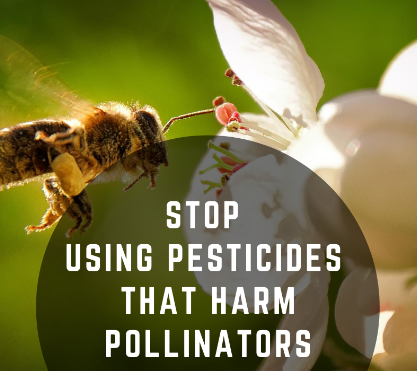 STOP
USING PESTICIDES
THAT HARM
POLLINATORS